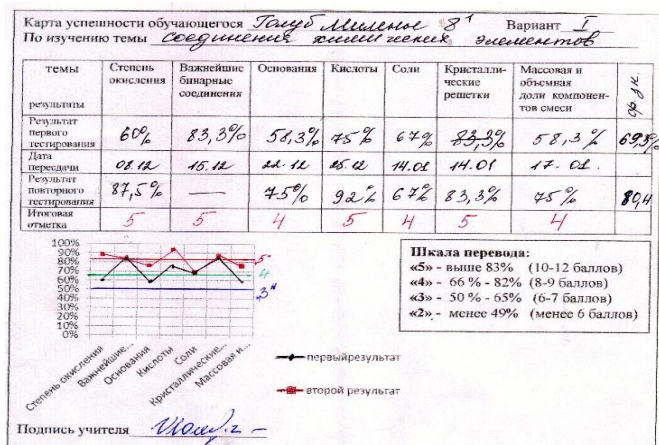 Карта успешности обучающегося Голуб Милены 8¹ Вариант I
По изучению темы соединения химических элементов
темы Степень окисления Важнейшие бинарные соединения Основания Кислоты Соли Кристаллические решетки Массовая и объемная доли компонентов смеси
результаты
Результат первого тестирования 60% 83,3% 58,3% 75% 67% 83,3% 58,3% 69,3%
Дата пересдачи 08.12 15.12 22.12 25.12 14.01 14.01 17.01.
Результат повторного тестирования 87,5% — 75% 92% 67% 83,3% 75% 80,4
Итоговая отметка 5 5 4 5 4 5 4
100%
90%
80%
70%
60%
50%
40%
30%
20%
10%
0%
5
4
"3"
Степень окисления
Важнейшие...
Основания
Кислоты
Соли
Кристаллические...
Массовая и...
первыйрезультат
второй результат
Шкала перевода:
«5» - выше 83% (10-12 баллов)
«4» - 66 % - 82% (8-9 баллов)
«3» - 50 % - 65% (6-7 баллов)
«2» - менее 49% (менее 6 баллов)
Подпись учителя